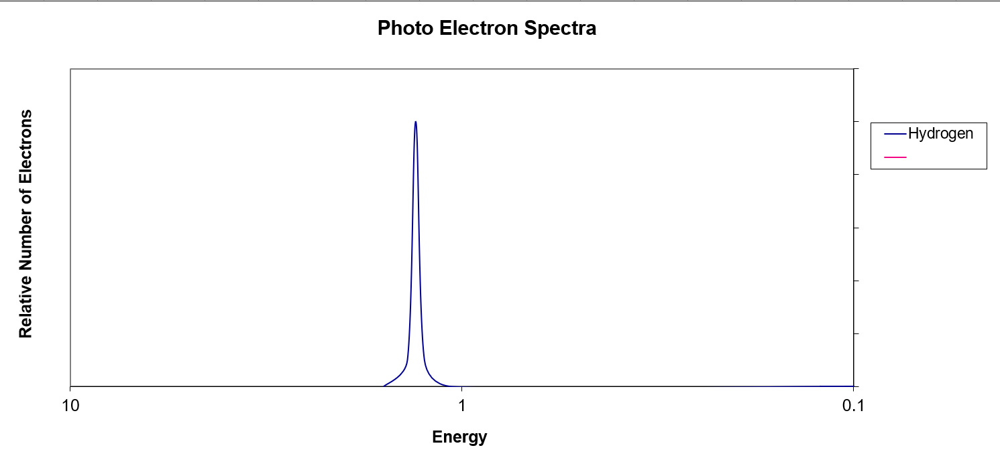 Photo Electron Spectra
Relative Number of Electrons
Hydrogen
10
1
0.1
Energy